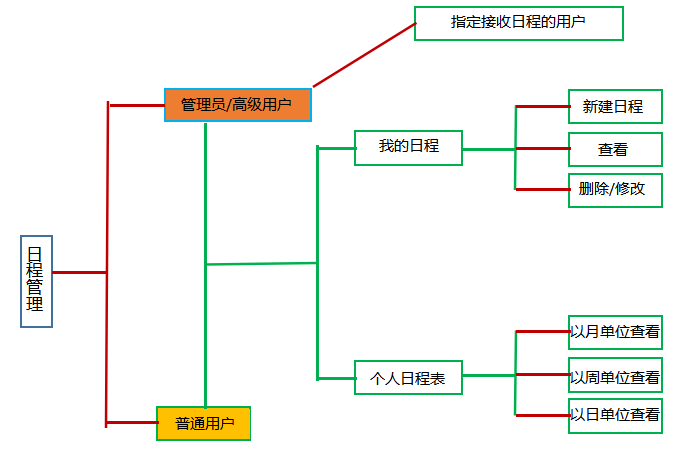 指定接收日程的用户
管理员/高级用户
新建日程
我的日程
查看
删除/修改
日程管理
以月单位查看
个人日程表
以周单位查看
以日单位查看
普通用户